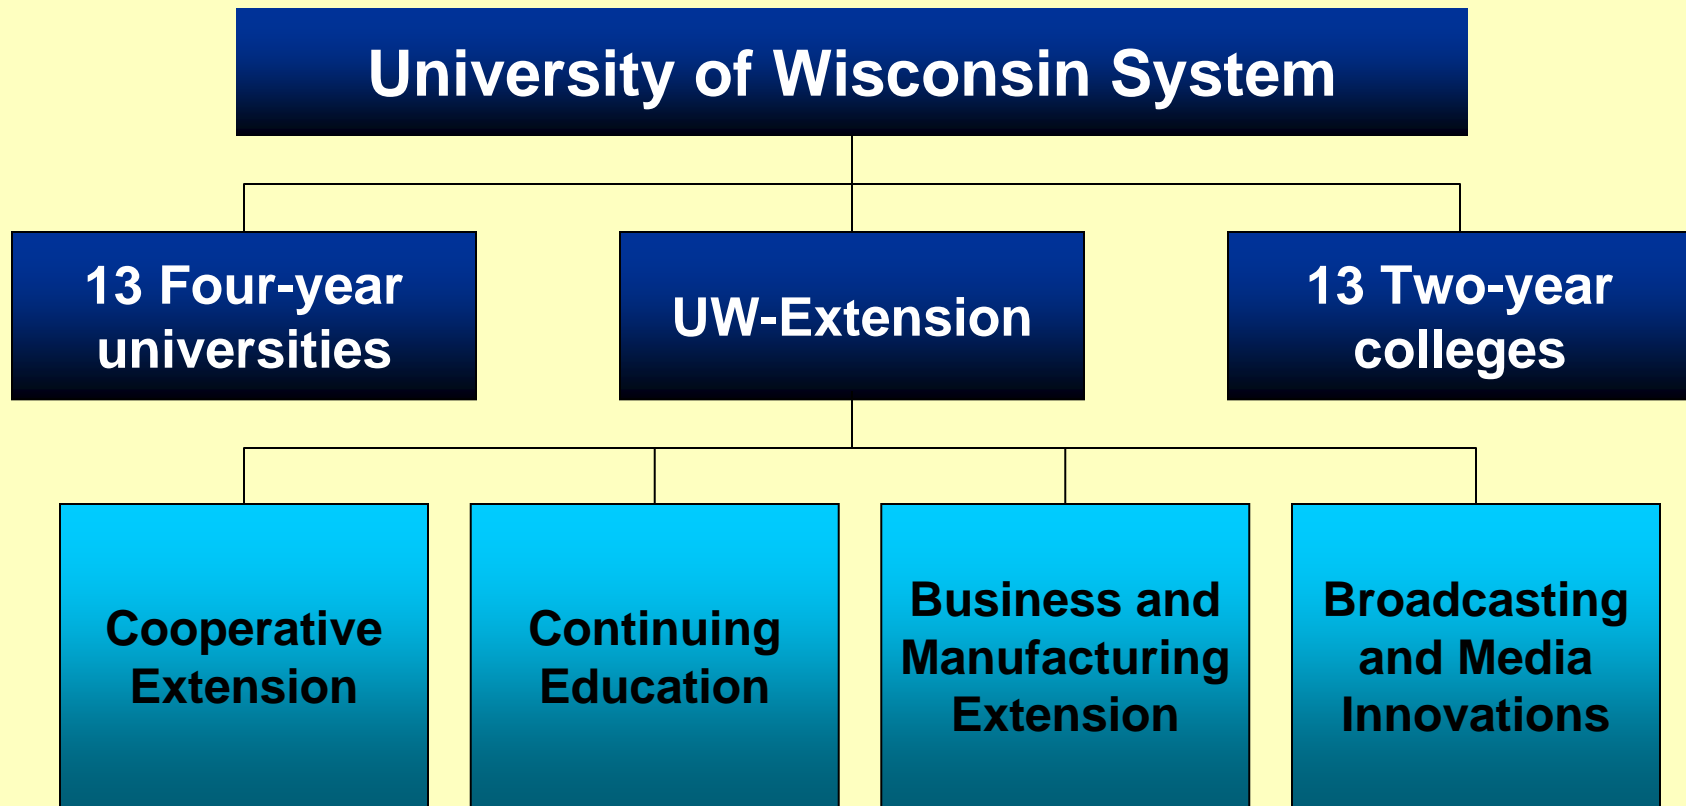 University of Wisconsin System
13 Four-year
universities
UW-Extension
13 Two-year
colleges
Cooperative
Extension
Continuing
Education
Business and
Manufacturing
Extension
Broadcasting
and Media
Innovations